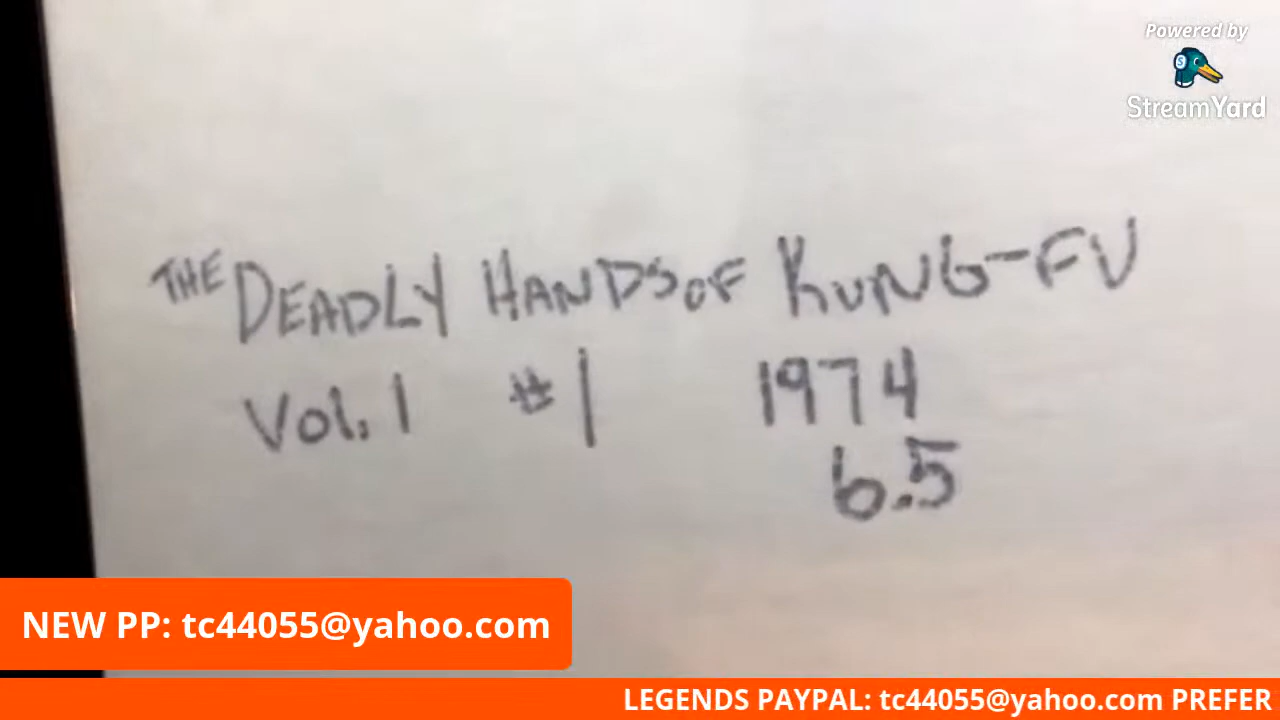 Powered by
StreamYard
THE DEADLY HANDS OF KUNG-FU
Vol. 1 #1 1974
6.5
NEW PP: tc44055@yahoo.com
LEGENDS PAYPAL: tc44055@yahoo.com PREFER